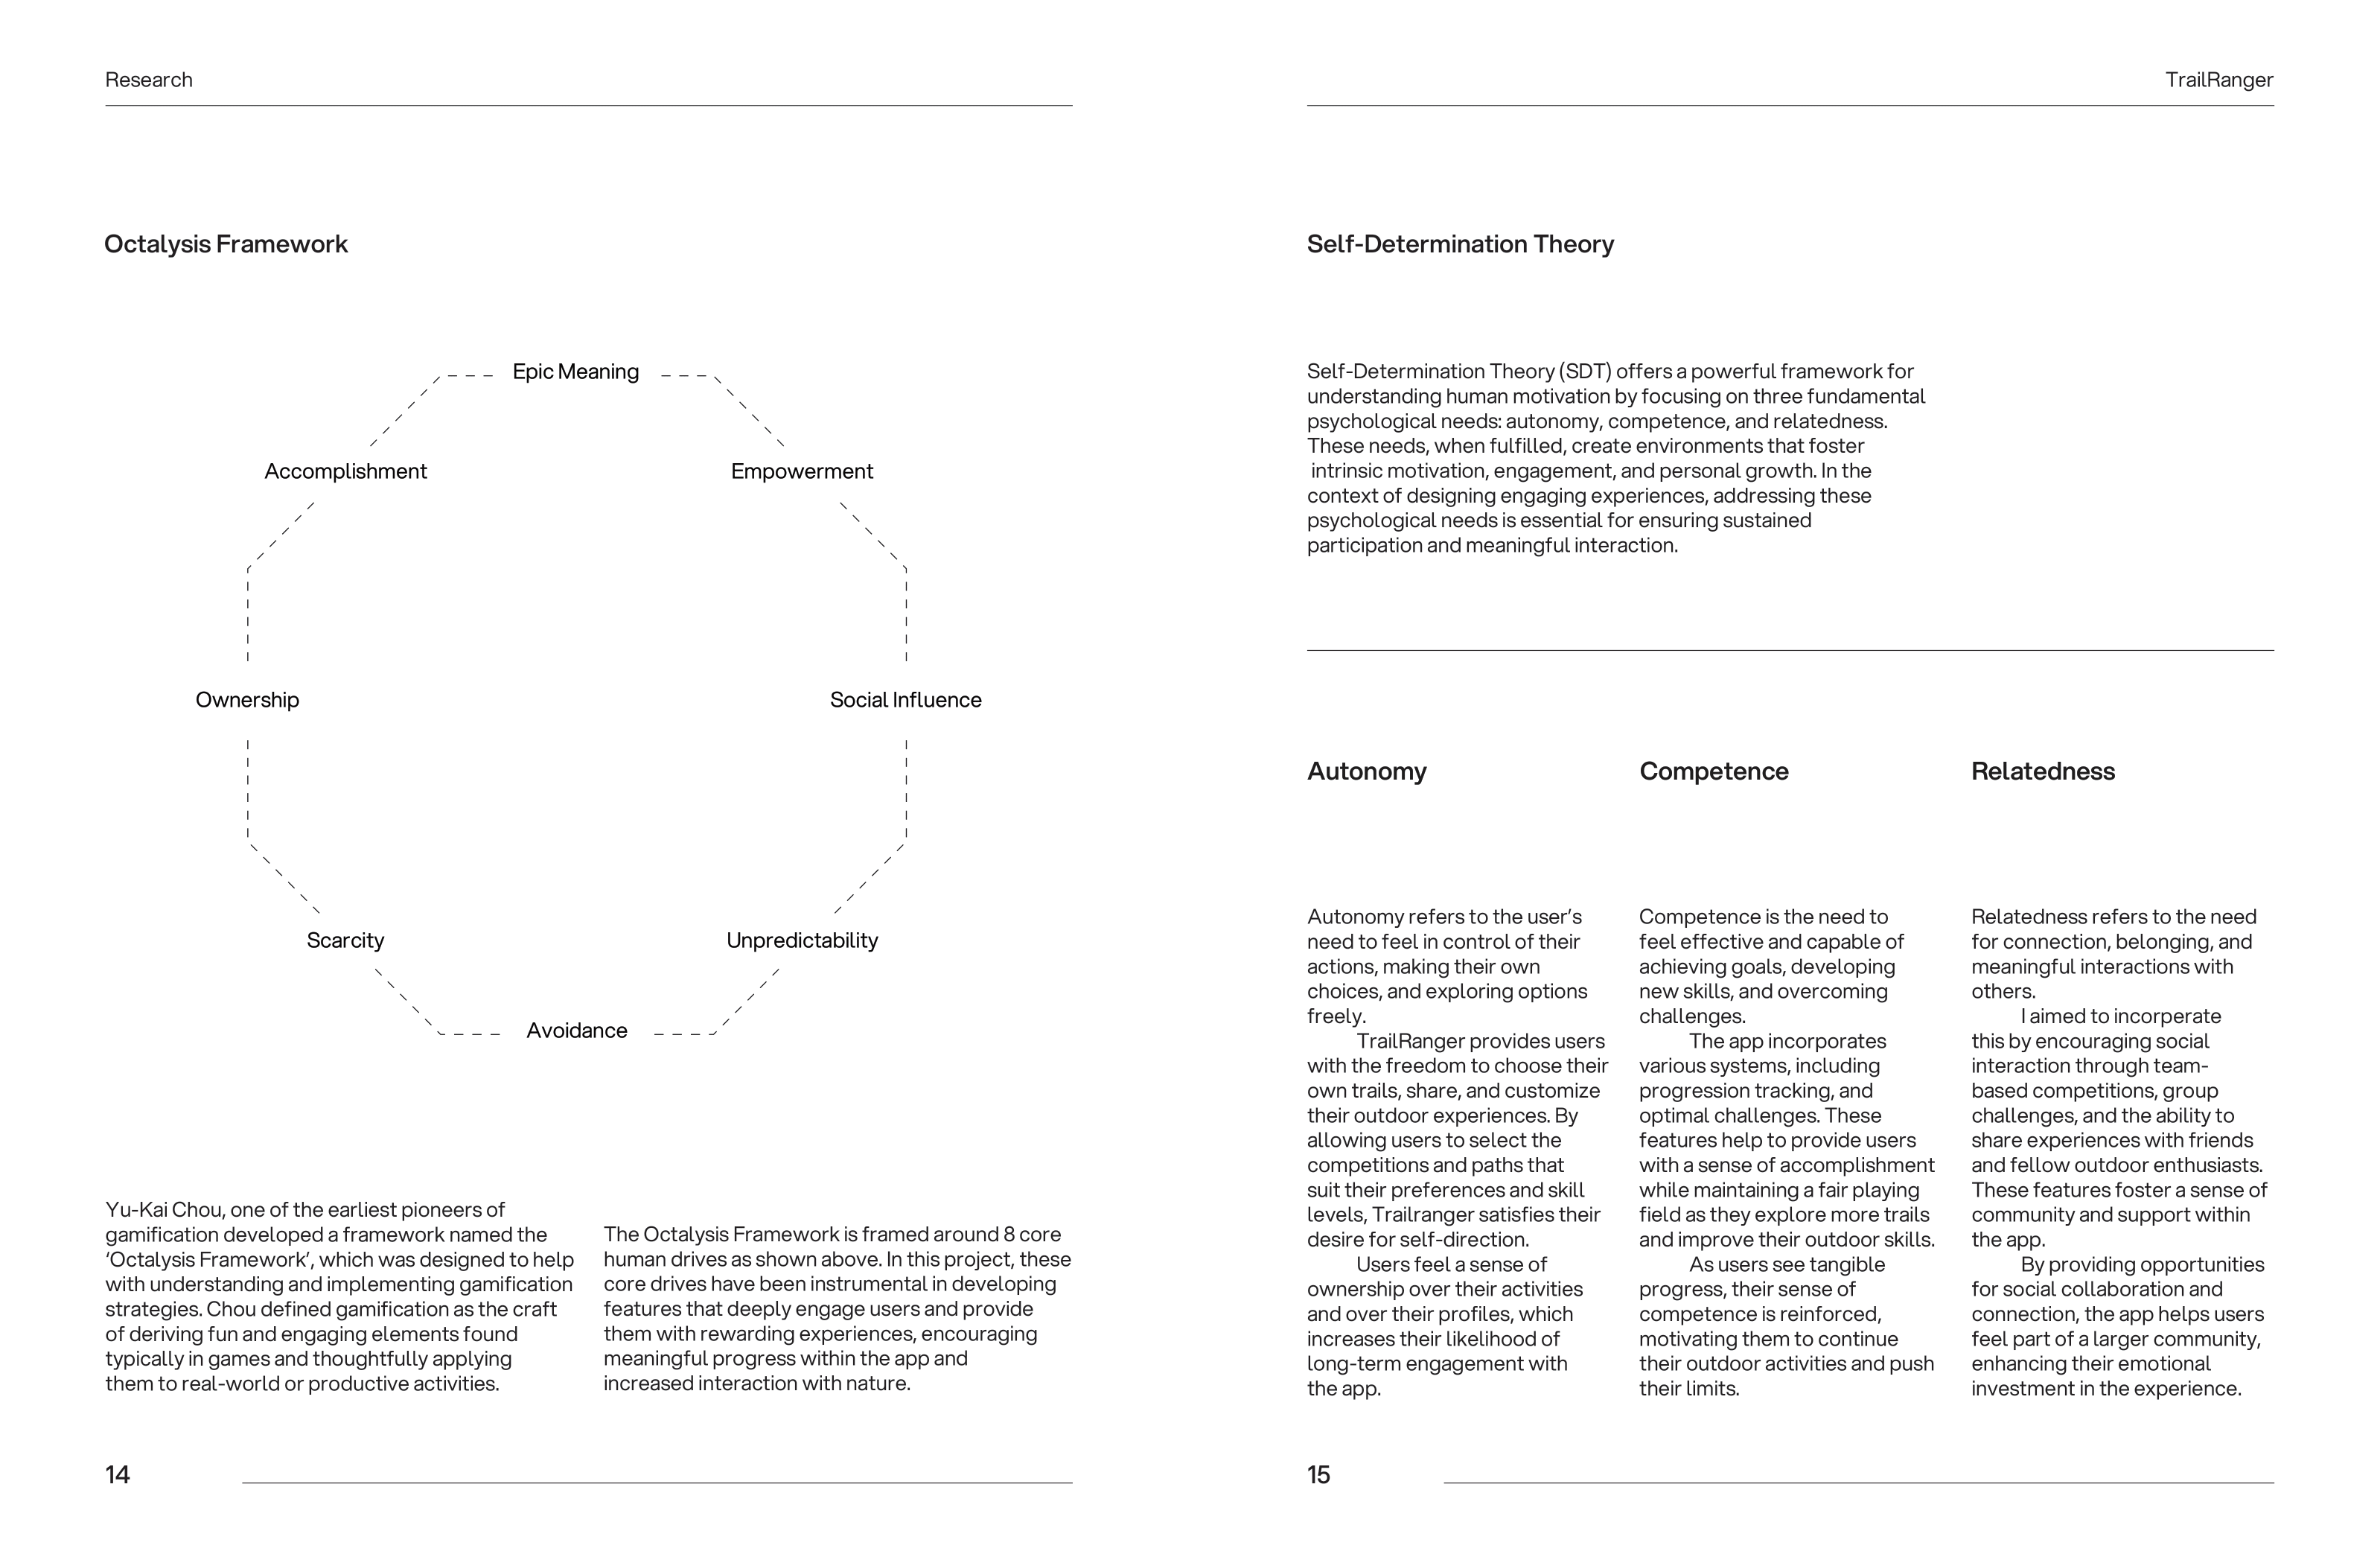 Research
TrailRanger
Octalysis Framework
Epic Meaning
Accomplishment
Empowerment
Ownership
Social Influence
Scarcity
Unpredictability
Avoidance
Yu-Kai Chou, one of the earliest pioneers of
gamification developed a framework named the
‘Octalysis Framework’, which was designed to help
with understanding and implementing gamification
strategies. Chou defined gamification as the craft
of deriving fun and engaging elements found
typically in games and thoughtfully applying
them to real-world or productive activities.
The Octalysis Framework is framed around 8 core
human drives as shown above. In this project, these
core drives have been instrumental in developing
features that deeply engage users and provide
them with rewarding experiences, encouraging
meaningful progress within the app and
increased interaction with nature.
14
Self-Determination Theory
Self-Determination Theory (SDT) offers a powerful framework for
understanding human motivation by focusing on three fundamental
psychological needs: autonomy, competence, and relatedness.
These needs, when fulfilled, create environments that foster
intrinsic motivation, engagement, and personal growth. In the
context of designing engaging experiences, addressing these
psychological needs is essential for ensuring sustained
participation and meaningful interaction.
Autonomy
Autonomy refers to the user’s
need to feel in control of their
actions, making their own
choices, and exploring options
freely.
TrailRanger provides users
with the freedom to choose their
own trails, share, and customize
their outdoor experiences. By
allowing users to select the
competitions and paths that
suit their preferences and skill
levels, Trailranger satisfies their
desire for self-direction.
Users feel a sense of
ownership over their activities
and over their profiles, which
increases their likelihood of
long-term engagement with
the app.
Competence
Competence is the need to
feel effective and capable of
achieving goals, developing
new skills, and overcoming
challenges.
The app incorporates
various systems, including
progression tracking, and
optimal challenges. These
features help to provide users
with a sense of accomplishment
while maintaining a fair playing
field as they explore more trails
and improve their outdoor skills.
As users see tangible
progress, their sense of
competence is reinforced,
motivating them to continue
their outdoor activities and push
their limits.
Relatedness
Relatedness refers to the need
for connection, belonging, and
meaningful interactions with
others.
I aimed to incorperate
this by encouraging social
interaction through team-
based competitions, group
challenges, and the ability to
share experiences with friends
and fellow outdoor enthusiasts.
These features foster a sense of
community and support within
the app.
By providing opportunities
for social collaboration and
connection, the app helps users
feel part of a larger community,
enhancing their emotional
investment in the experience.
15